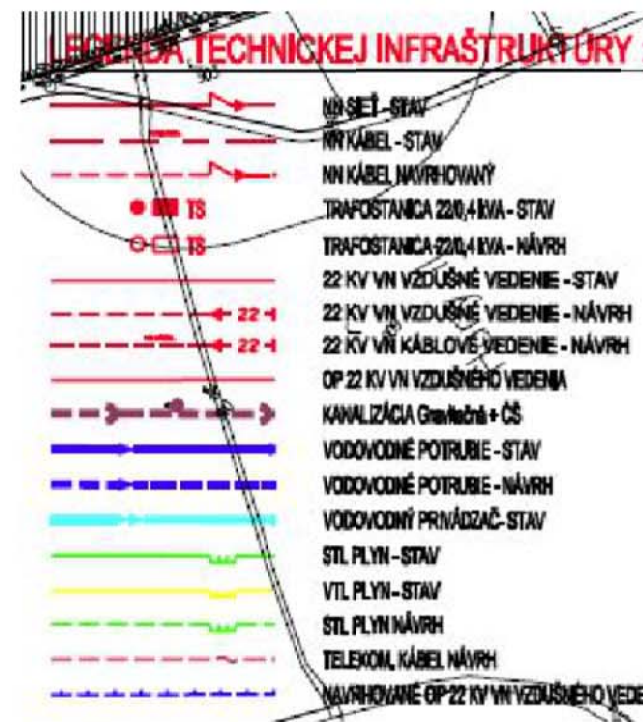 LEGENDA TECHNICKEJ INFRAŠTRUKTÚRY
NN SIEŤ - STAV
NN KÁBEL - STAV
NN KÁBEL NAVRHOVANÝ
TS TRAFOSTANICA 22/0,4 kVA - STAV
TS TRAFOSTANICA 22/0,4 kVA - NÁVRH
22 KV VN VZDUŠNÉ VEDENIE - STAV
22 22 KV VN VZDUŠNÉ VEDENIE - NÁVRH
22 22 KV VN KÁBLOVÉ VEDENIE - NÁVRH
OP 22 KV VN VZDUŠNÉHO VEDENIA
KANALIZÁCIA Gravitačná + ČS
VODOVODNÉ POTRUBIE - STAV
VODOVODNÉ POTRUBIE - NÁVRH
VODOVODNÝ PRIVÁDZAČ - STAV
STL PLYN - STAV
VTL PLYN - STAV
STL PLYN NÁVRH
TELEKOM. KÁBEL NÁVRH
NAVRHOVANÉ OP 22 KV VN VZDUŠNÉHO VEDE